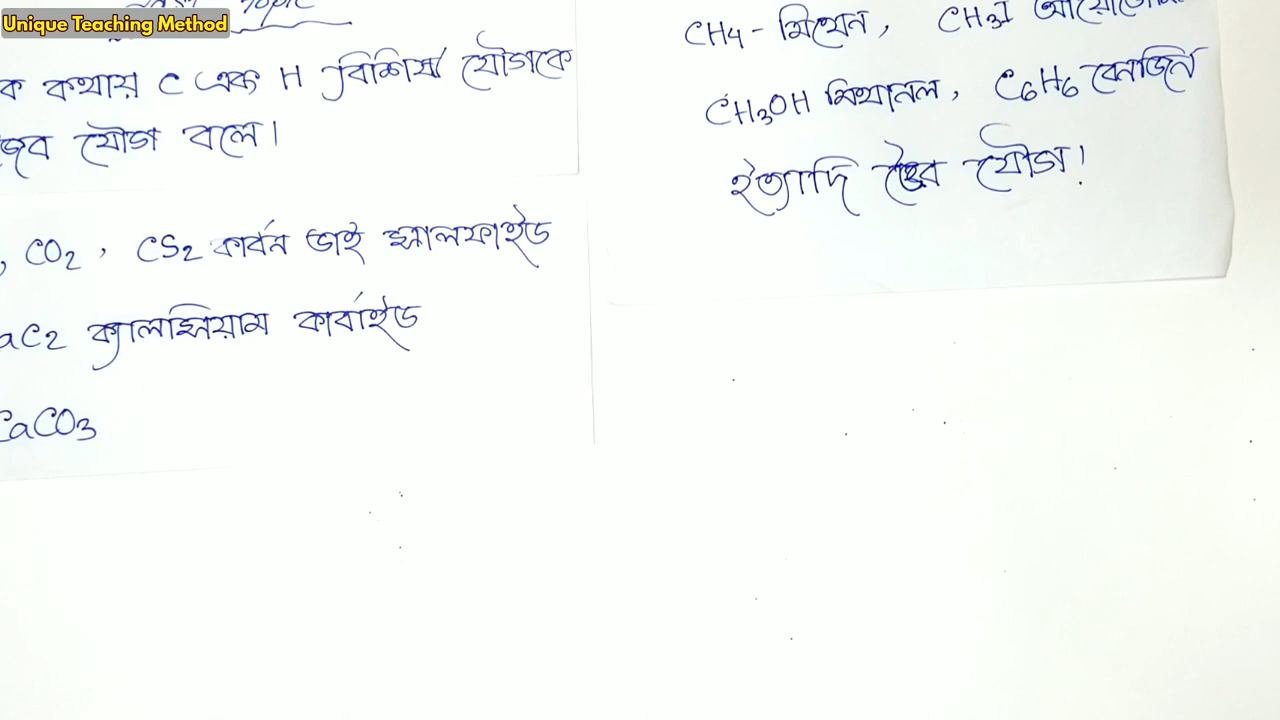 Unique Teaching Method
Topic
ক কথায় C এবং H বিশিষ্ট যৌগকে
জৈব যৌগ বলে।
, CO2, CS2 কার্বন ডাই সালফাইড
aC2 ক্যালসিয়াম কার্বাইড
CaCO3
CH4 - মিথেন, CH3I
CH3OH মিথানল, C6H6 বেনজিন
ইত্যাদি জৈব যৌগ।